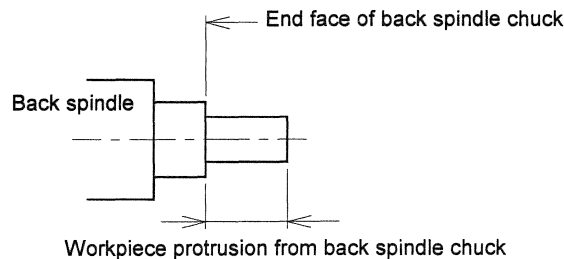 End face of back spindle chuck
Back spindle
Workpiece protrusion from back spindle chuck